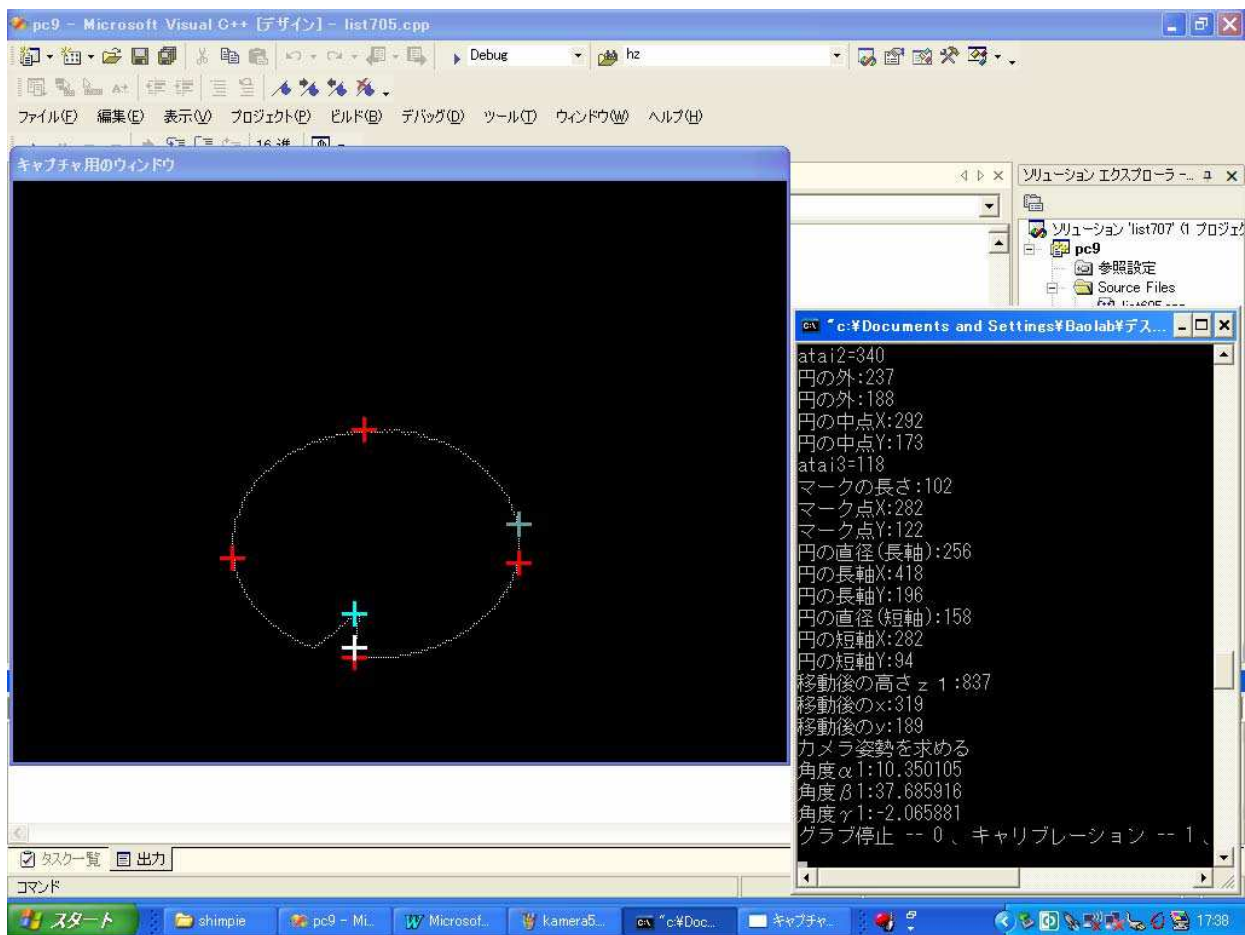 pc9 - Microsoft Visual C++ [デザイン] - list705.cpp
Debug
hz
ファイル(F) 編集(E) 表示(V) プロジェクト(P) ビルド(B) デバッグ(D) ツール(T) ウィンドウ(W) ヘルプ(H)
16 進
キャプチャ用のウィンドウ
ソリューション エクスプローラ -...
ソリューション 'list707' (1 プロジェク
pc9
参照設定
Source Files
"c:¥Documents and Settings¥Baolab¥デス...
atai2=340
円の外:237
円の外:188
円の中点X:292
円の中点Y:173
atai3=118
マークの長さ:102
マーク点X:282
マーク点Y:122
円の直径(長軸):256
円の長軸X:418
円の長軸Y:196
円の直径(短軸):158
円の短軸X:282
円の短軸Y:94
移動後の高さz1:837
移動後のx:319
移動後のy:189
カメラ姿勢を求める
角度α1:10.350105
角度β1:37.685916
角度γ1:-2.065881
グラブ停止 -- 0、キャリブレーション -- 1、
タスク一覧 出力
コマンド
スタート
shimpie
pc9 - Mi...
Microsof...
kamera5...
"c:¥Doc...
キャプチャ...
17:38